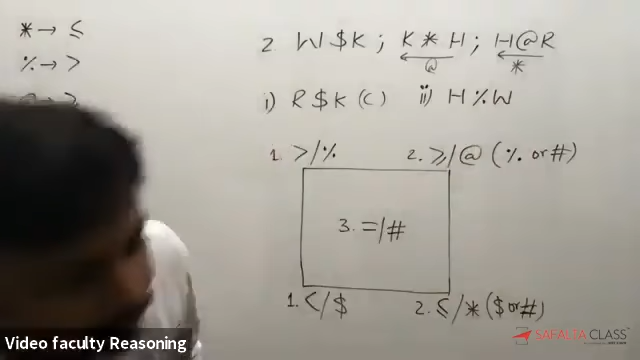 * → ≤
% → >
2 W $ K ; K * H ; H @ R
@ *
i) R $ K (C) ii) H % W
1. > / % 2. ≥ / @ (% or #)
3. = / #
1. < / $ 2. ≤ / * ($ or #)
SAFALTA CLASS
Video faculty Reasoning